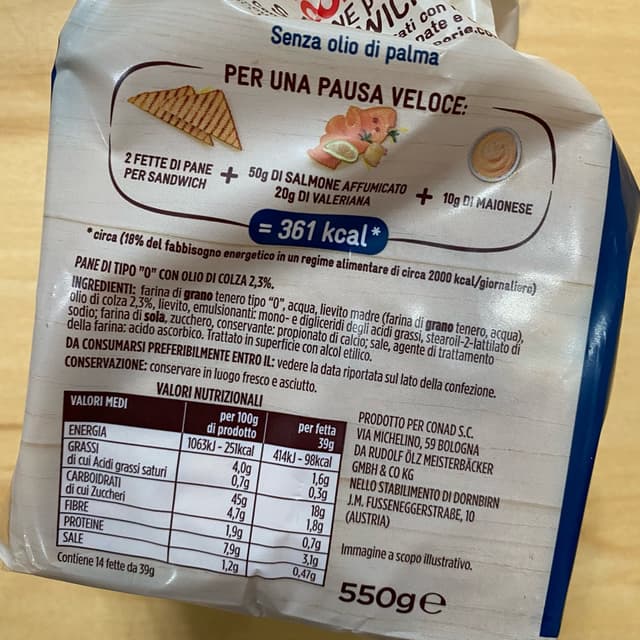 Senza olio di palma
PER UNA PAUSA VELOCE:
2 FETTE DI PANE
PER SANDWICH
+
50g DI SALMONE AFFUMICATO
20g DI VALERIANA
+
10g DI MAIONESE
= 361 kcal*
*circa (18% del fabbisogno energetico in un regime alimentare di circa 2000 kcal/giornaliere)
PANE DI TIPO "0" CON OLIO DI COLZA 2,3%.
INGREDIENTI: farina di grano tenero tipo "0", acqua, lievito madre (farina di grano tenero, acqua),
olio di colza 2,3%, lievito, emulsionanti: mono- e digliceridi degli acidi grassi, stearoil-2-lattilato di
sodio; farina di soia, zucchero, conservante: propionato di calcio; sale, agente di trattamento
della farina: acido ascorbico. Trattato in superficie con alcol etilico.
DA CONSUMARSI PREFERIBILMENTE ENTRO IL: vedere la data riportata sul lato della confezione.
CONSERVAZIONE: conservare in luogo fresco e asciutto.
VALORI NUTRIZIONALI
VALORI MEDI per 100g di prodotto per fetta 39g
ENERGIA 1063kJ - 251kcal 414kJ - 98kcal
GRASSI 4,0g 1,6g
di cui Acidi grassi saturi 0,7g 0,3g
CARBOIDRATI 45g 18g
di cui Zuccheri 4,7g 1,8g
FIBRE 1,9g 0,7g
PROTEINE 7,9g 3,1g
SALE 1,2g 0,47g
Contiene 14 fette da 39g
PRODOTTO PER CONAD S.C.
VIA MICHELINO, 59 BOLOGNA
DA RUDOLF ÖLZ MEISTERBÄCKER
GMBH & CO KG
NELLO STABILIMENTO DI DORNBIRN
J.M. FUSSENEGGERSTRABE, 10
(AUSTRIA)
Immagine a scopo illustrativo.
550g e